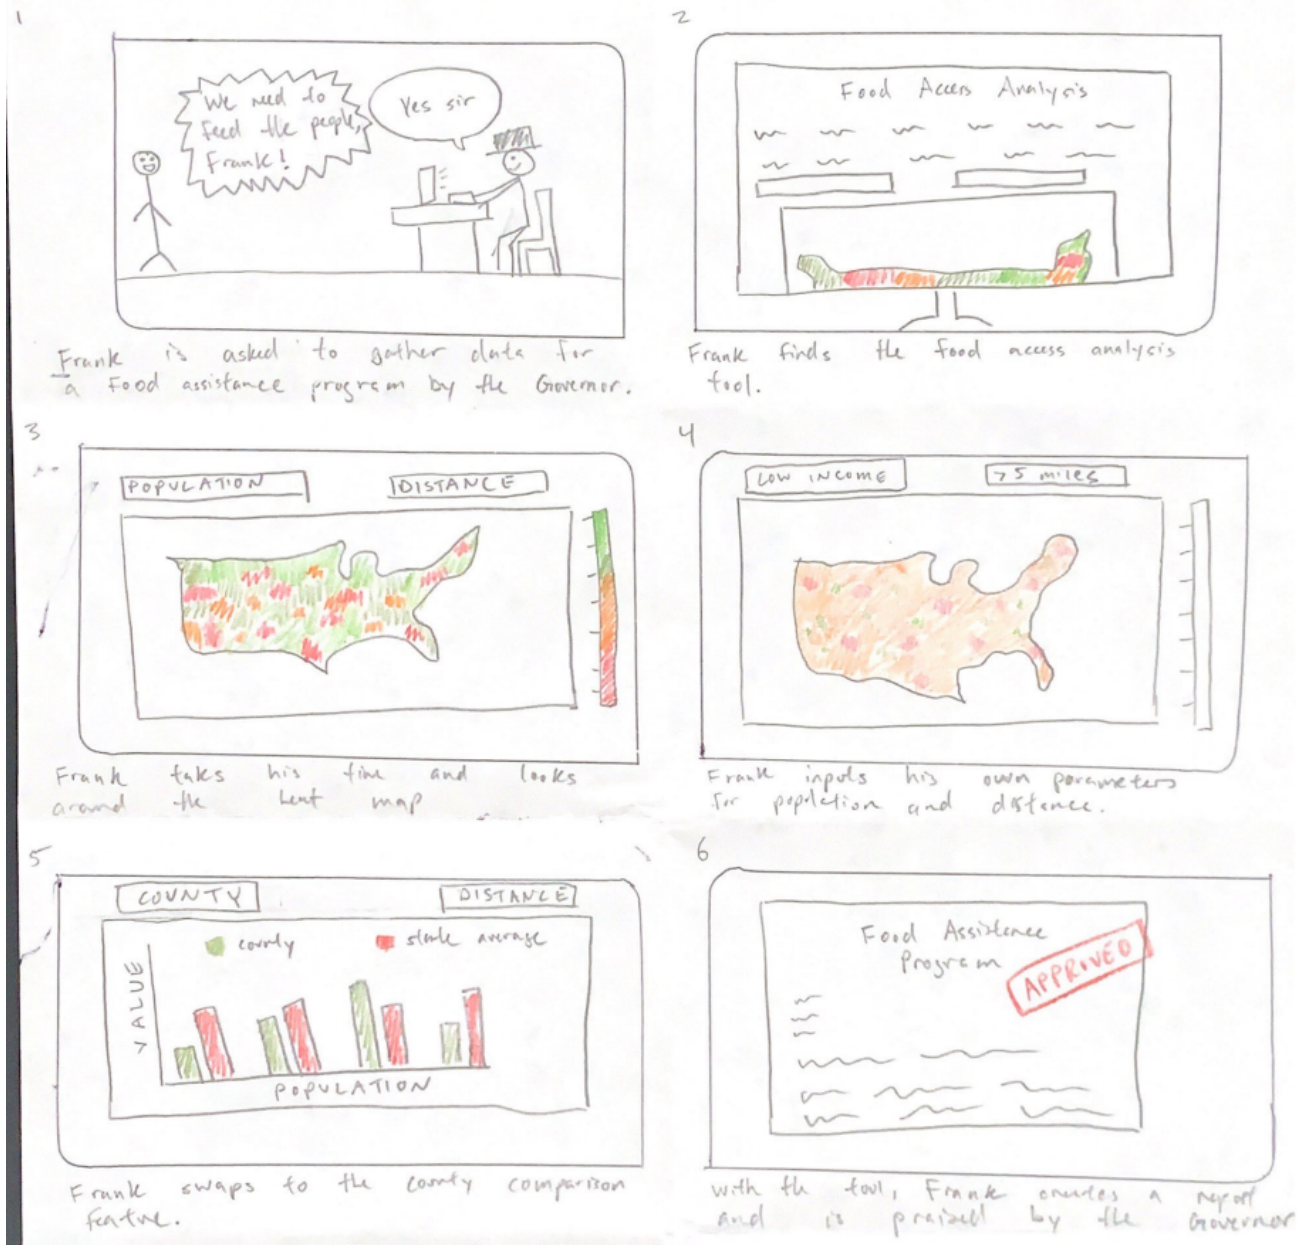 1
We need to
feed the people,
Frank!
Yes sir
Frank is asked to gather data for
a Food assistance program by the Governor.
2
Food Access Analysis
Frank finds the food access analysis
tool.
3
POPULATION
DISTANCE
Frank takes his time and looks
around the heat map
4
LOW INCOME
>5 miles
Frank inputs his own parameters
for population and distance.
5
COUNTY
DISTANCE
county
state average
VALUE
POPULATION
Frank swaps to the county comparison
feature.
6
Food Assistance
Program
APPROVED
with the tool, Frank creates a report
and is praised by the Governor